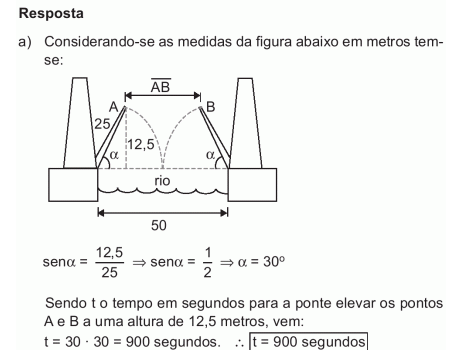 Resposta
a) Considerando-se as medidas da figura abaixo em metros tem-
se:
AB
A
B
25
12,5
α
α
rio
50
senα = 12,5/25 ⇒ senα = 1/2 ⇒ α = 30º
Sendo t o tempo em segundos para a ponte elevar os pontos
A e B a uma altura de 12,5 metros, vem:
t = 30 · 30 = 900 segundos. ∴ t = 900 segundos